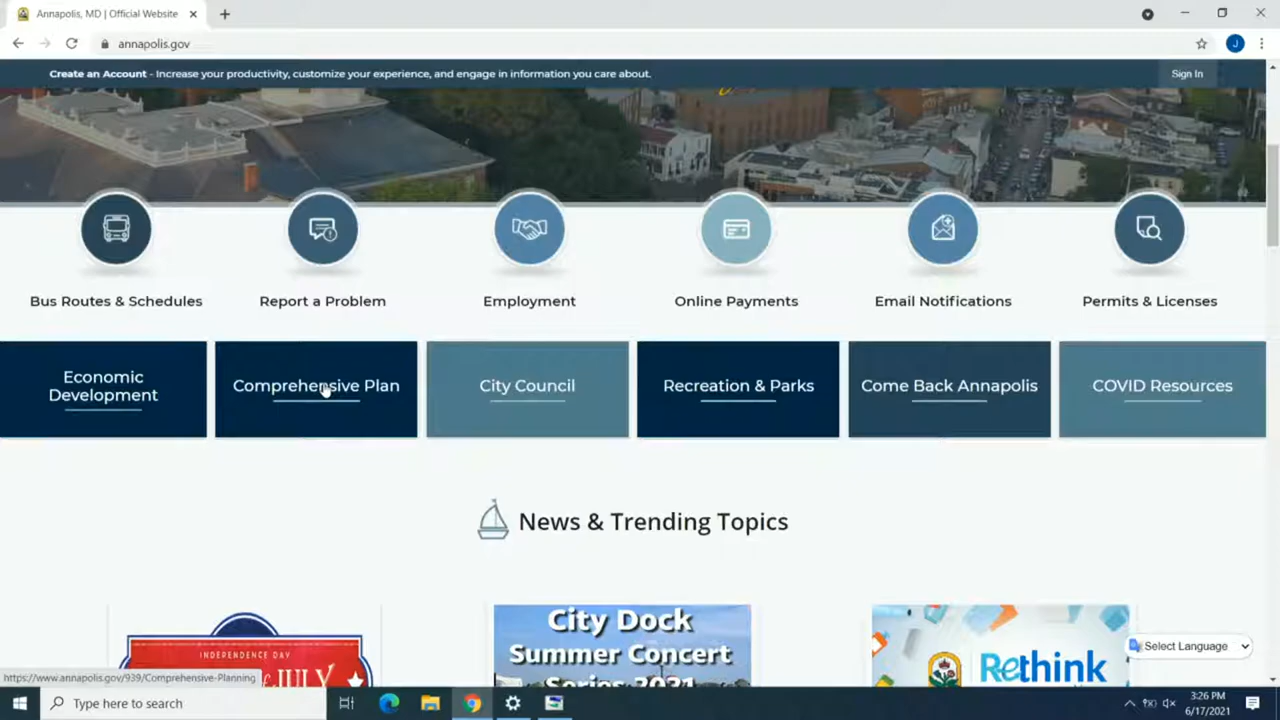 Annapolis, MD | Official Website
annapolis.gov
J
Create an Account - Increase your productivity, customize your experience, and engage in information you care about.
Sign In
Bus Routes & Schedules
Report a Problem
Employment
Online Payments
Email Notifications
Permits & Licenses
Economic
Development
Comprehensive Plan
City Council
Recreation & Parks
Come Back Annapolis
COVID Resources
News & Trending Topics
INDEPENDENCE DAY
JULY
City Dock
Summer Concert
Series 2021
Rethink
Select Language
https://www.annapolis.gov/939/Comprehensive-Planning
Type here to search
3:26 PM
6/17/2021